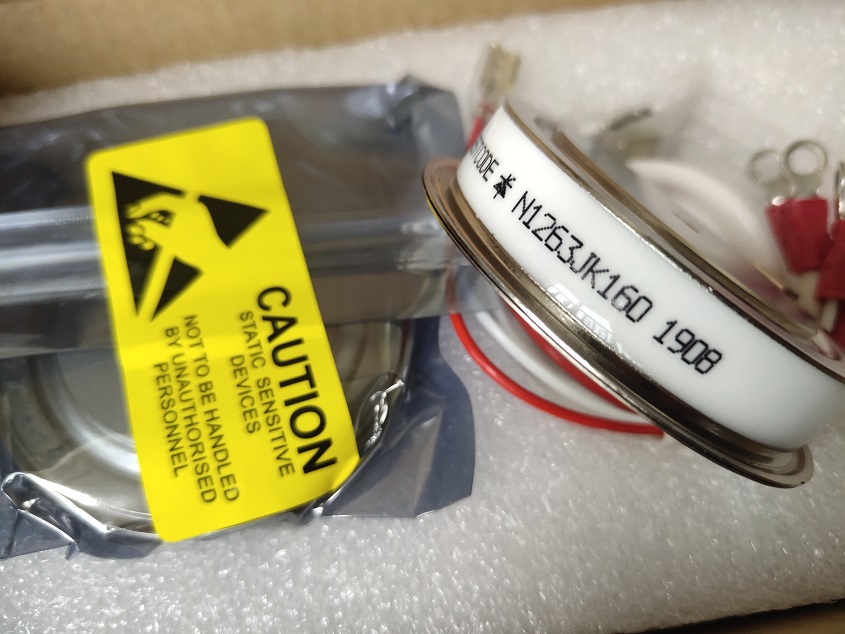 CAUTION
STATIC SENSITIVE
DEVICES
NOT TO BE HANDLED
BY UNAUTHORISED
PERSONNEL
N1263JK160 1908